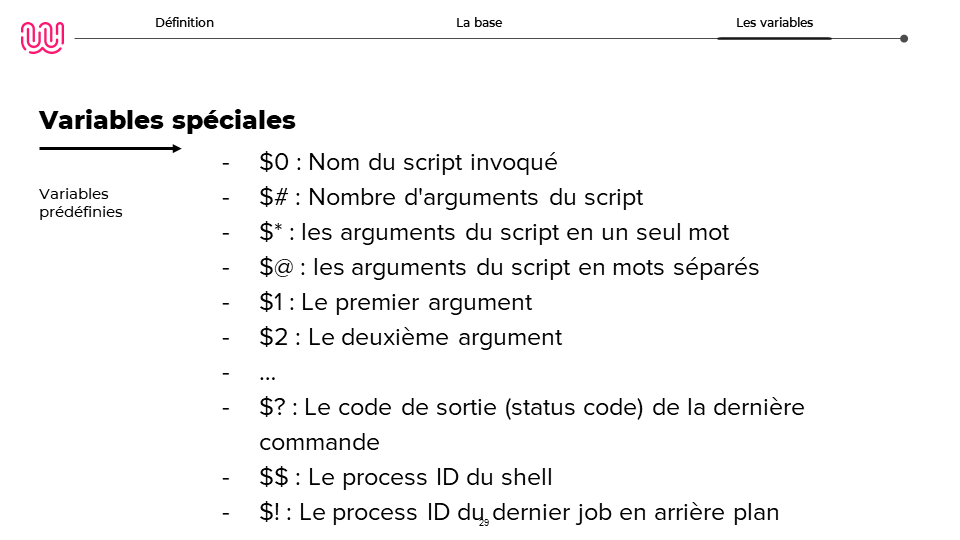 Définition
La base
Les variables
Variables spéciales
Variables
prédéfinies
- $0 : Nom du script invoqué
- $# : Nombre d'arguments du script
- $* : les arguments du script en un seul mot
- $@ : les arguments du script en mots séparés
- $1 : Le premier argument
- $2 : Le deuxième argument
- ...
- $? : Le code de sortie (status code) de la dernière
commande
- $$ : Le process ID du shell
- $! : Le process ID du dernier job en arrière plan
29